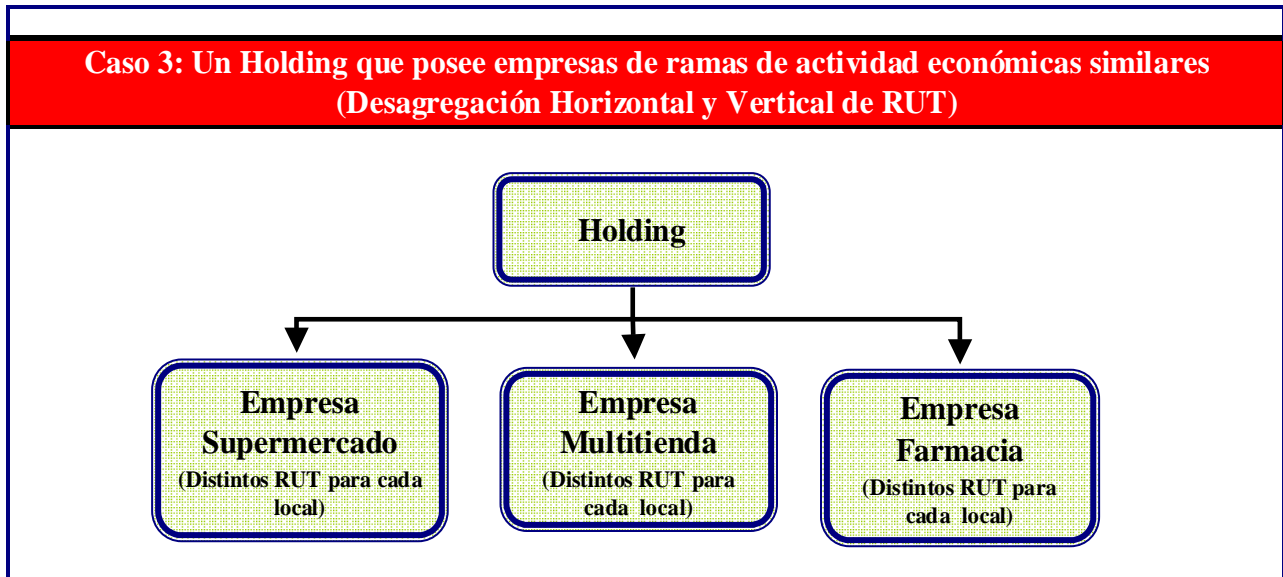 Caso 3: Un Holding que posee empresas de ramas de actividad económicas similares
(Desagregación Horizontal y Vertical de RUT)
Holding
Empresa
Supermercado
(Distintos RUT para cada
local)
Empresa
Multitienda
(Distintos RUT para
cada local)
Empresa
Farmacia
(Distintos RUT para
cada local)